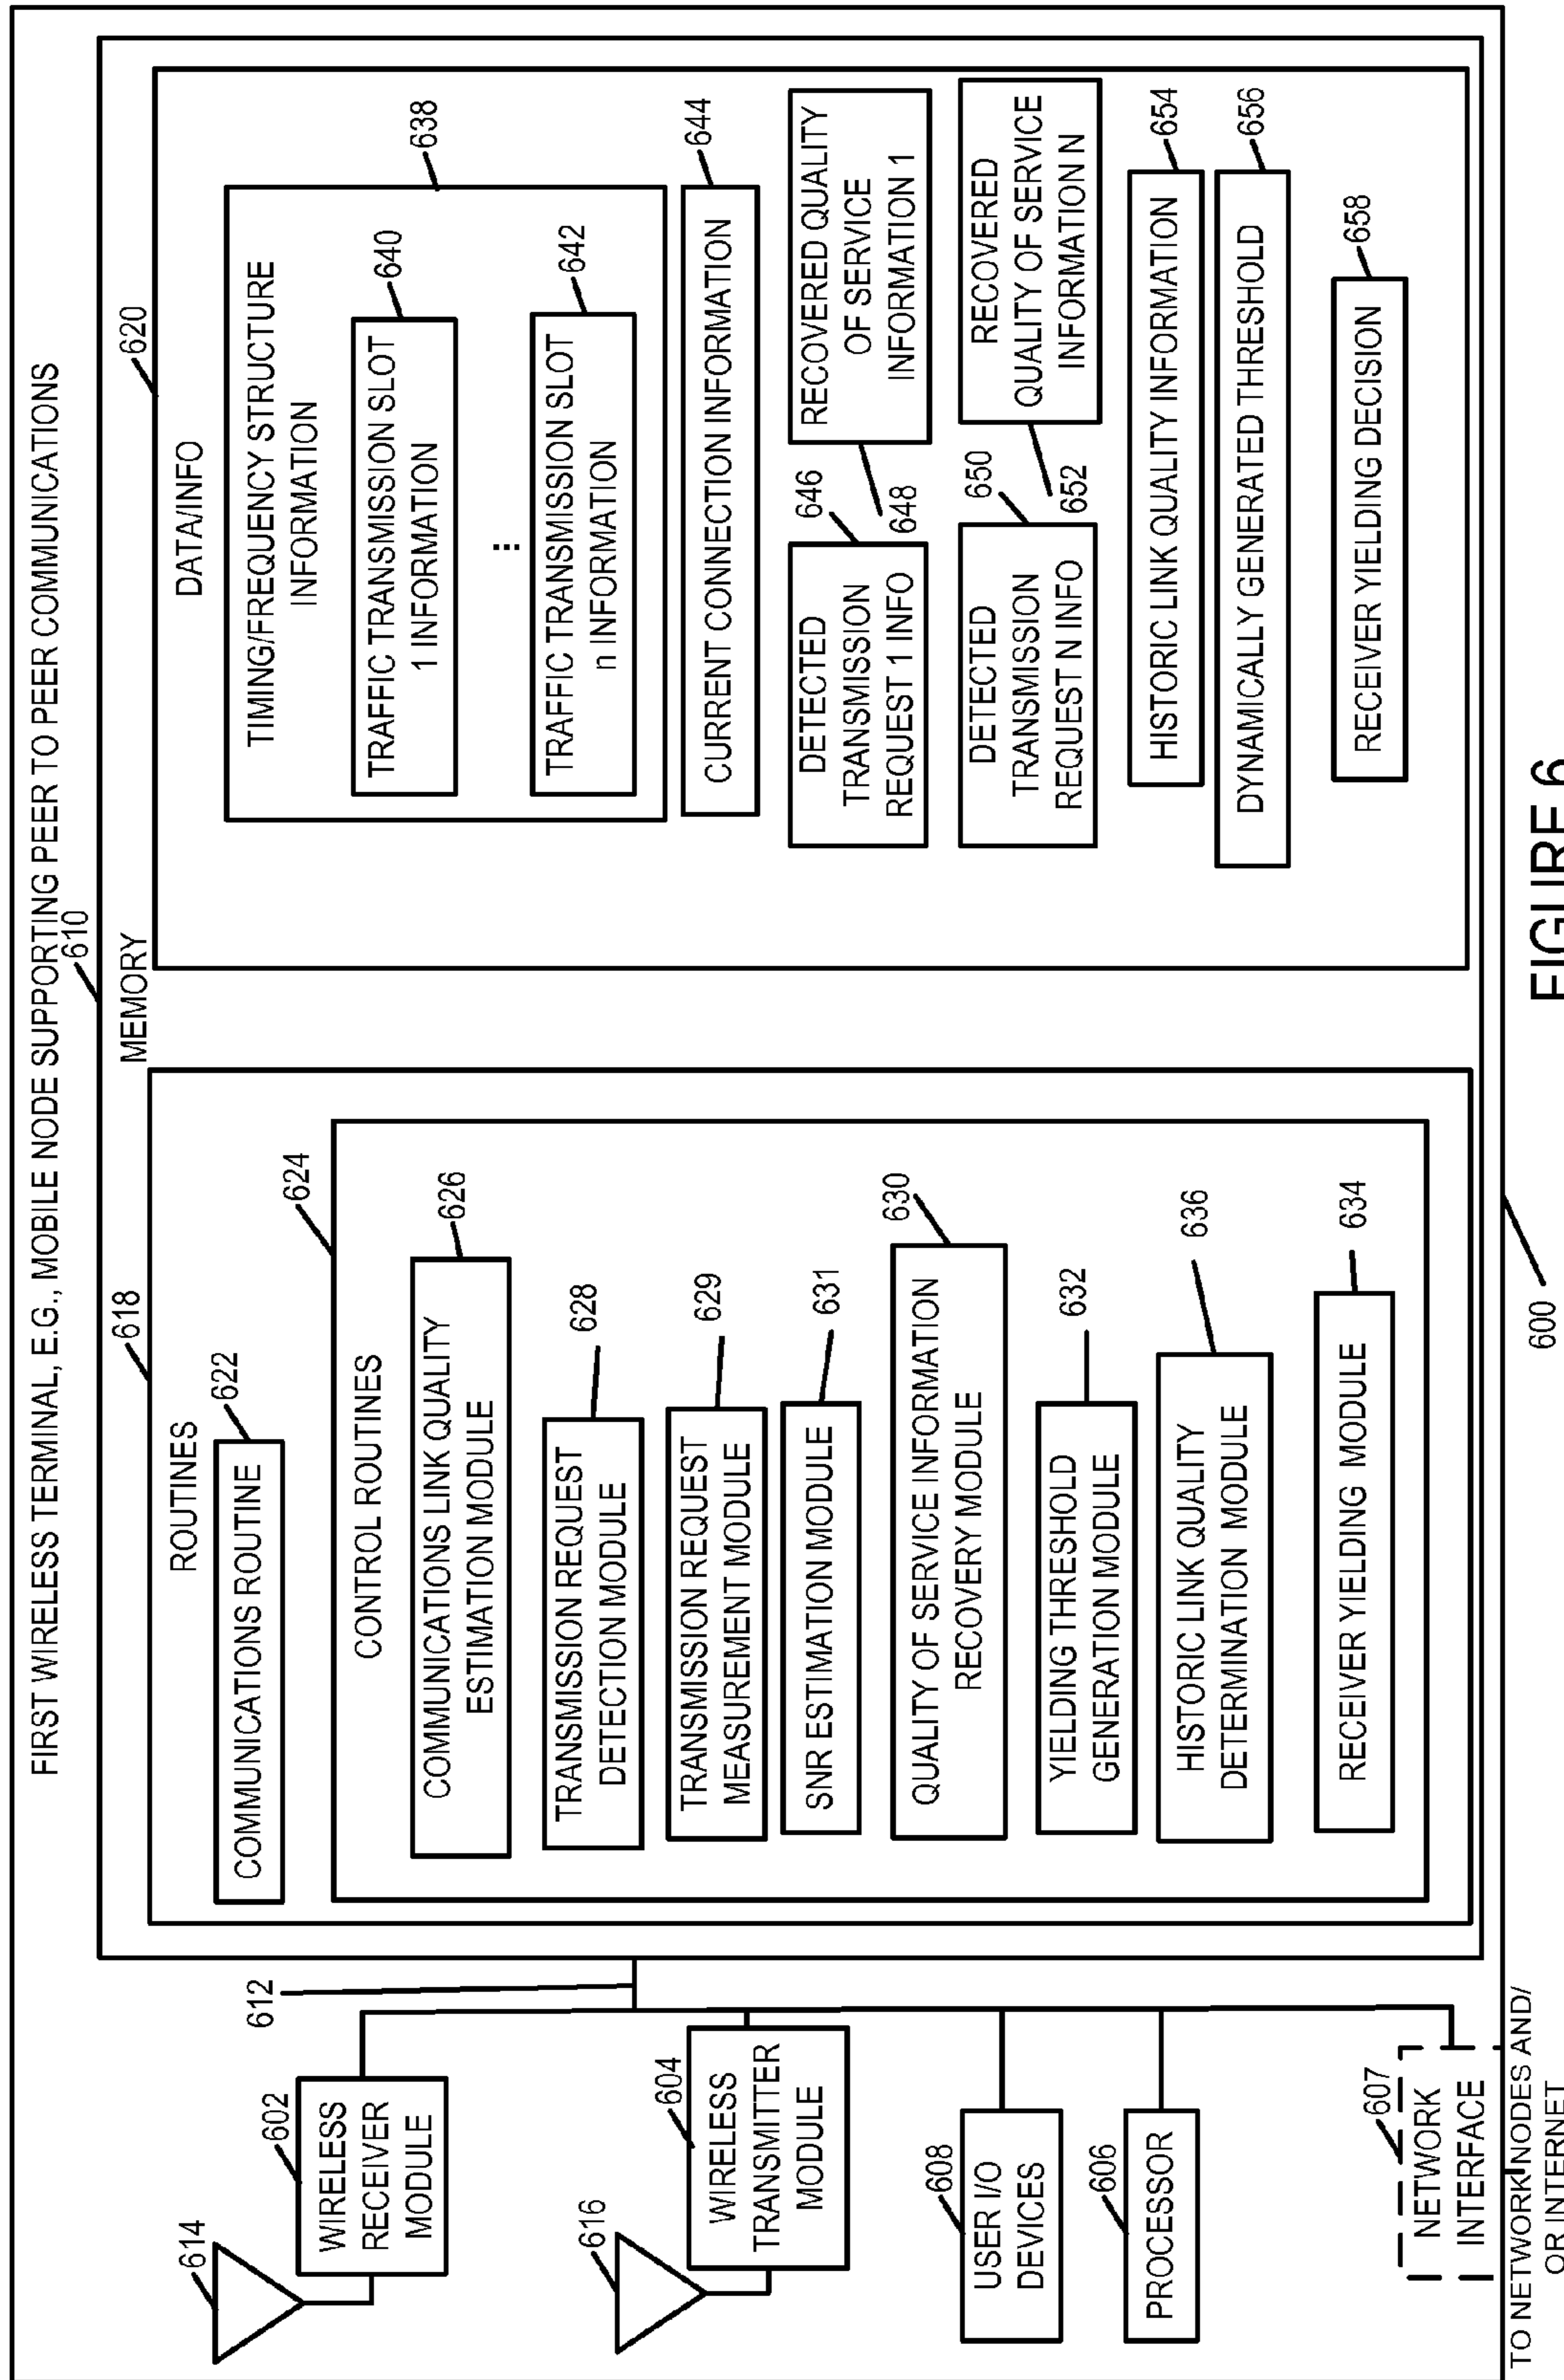 FIRST WIRELESS TERMINAL, E.G., MOBILE NODE SUPPORTING PEER TO PEER COMMUNICATIONS
610
614
602
WIRELESS
RECEIVER
MODULE
616
604
WIRELESS
TRANSMITTER
MODULE
608
USER I/O
DEVICES
606
PROCESSOR
607
NETWORK
INTERFACE
TO NETWORK NODES AND/
OR INTERNET
612
MEMORY
618
ROUTINES
622
COMMUNICATIONS ROUTINE
624
CONTROL ROUTINES
626
COMMUNICATIONS LINK QUALITY
ESTIMATION MODULE
628
TRANSMISSION REQUEST
DETECTION MODULE
629
TRANSMISSION REQUEST
MEASUREMENT MODULE
631
SNR ESTIMATION MODULE
630
QUALITY OF SERVICE INFORMATION
RECOVERY MODULE
632
YIELDING THRESHOLD
GENERATION MODULE
636
HISTORIC LINK QUALITY
DETERMINATION MODULE
634
RECEIVER YIELDING MODULE
620
DATA/INFO
638
TIMING/FREQUENCY STRUCTURE
INFORMATION
640
TRAFFIC TRANSMISSION SLOT
1 INFORMATION
...
642
TRAFFIC TRANSMISSION SLOT
n INFORMATION
644
CURRENT CONNECTION INFORMATION
646
DETECTED
TRANSMISSION
REQUEST 1 INFO
648
RECOVERED QUALITY
OF SERVICE
INFORMATION 1
650
DETECTED
TRANSMISSION
REQUEST N INFO
652
RECOVERED
QUALITY OF SERVICE
INFORMATION N
654
HISTORIC LINK QUALITY INFORMATION
656
DYNAMICALLY GENERATED THRESHOLD
658
RECEIVER YIELDING DECISION
600
FIGURE 6